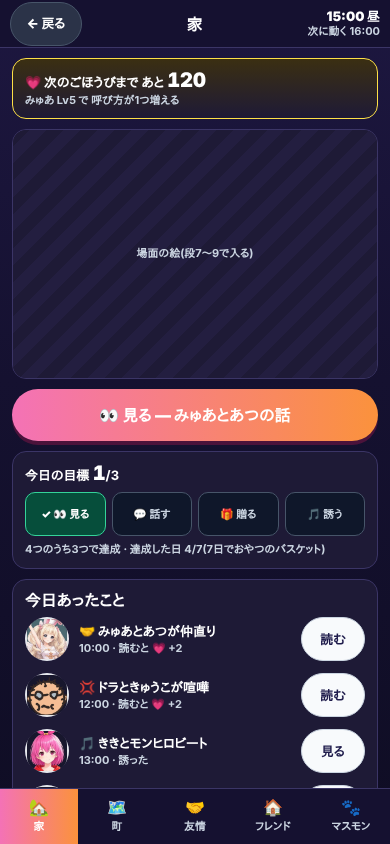 ← 戻る
家
15:00 昼
次に動く 16:00
💗 次のごほうびまで あと 120
みゅあ Lv5 で 呼び方が1つ増える
場面の絵(段7〜9で入る)
👀 見る — みゅあとあつの話
今日の目標 1/3
✓ 👀 見る
💬 話す
🎁 贈る
🎵 誘う
4つのうち3つで達成・達成した日 4/7(7日でおやつのバスケット)
今日あったこと
🤝 みゅあとあつが仲直り
10:00・読むと 💗 +2
読む
💢 ドラときゅうこが喧嘩
12:00・読むと 💗 +2
読む
🎵 ききとモンヒロビート
13:00・誘った
見る
家
町
友情
フレンド
マスモン